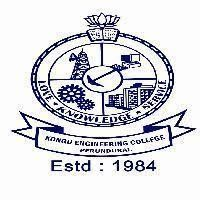 LOVE • KNOWLEDGE • SERVICE
KONGU ENGINEERING COLLEGE
PERUNDURAI
Estd : 1984